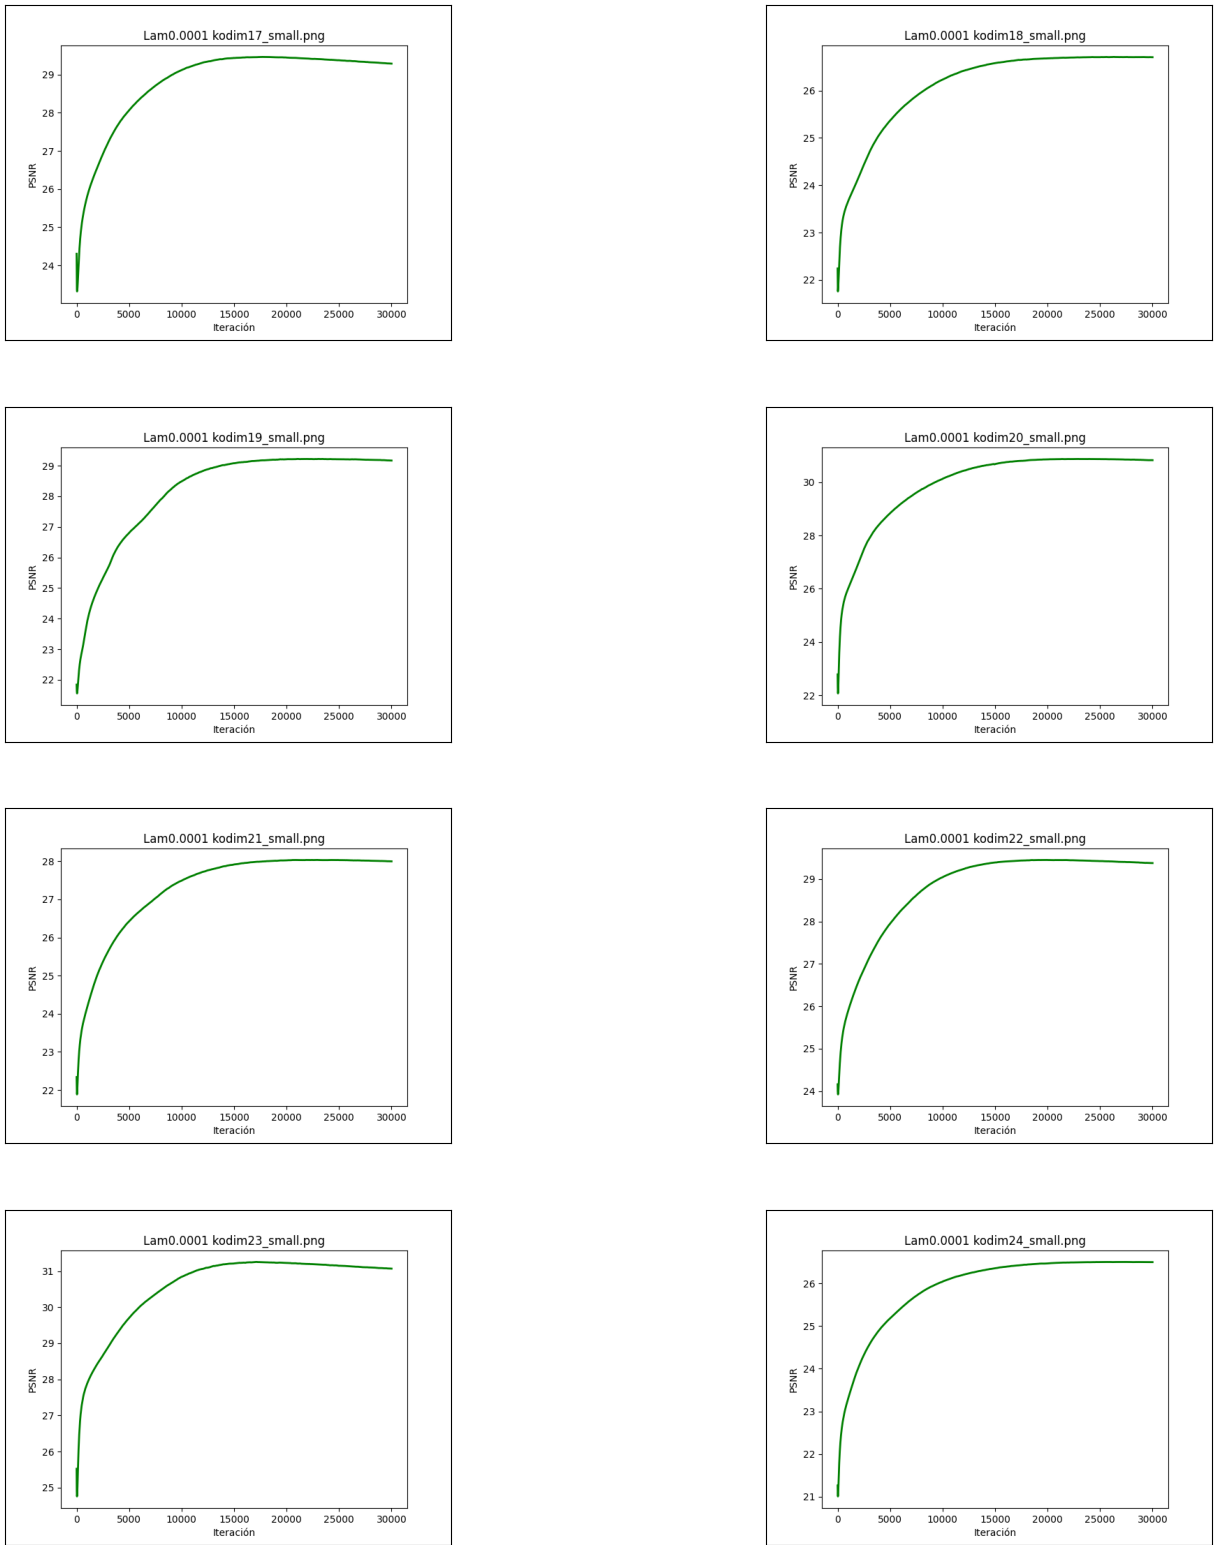 Lam0.0001 kodim17_small.png
29
28
27
26
25
24
PSNR
0 5000 10000 15000 20000 25000 30000
Iteración
Lam0.0001 kodim18_small.png
26
25
24
23
22
PSNR
0 5000 10000 15000 20000 25000 30000
Iteración
Lam0.0001 kodim19_small.png
29
28
27
26
25
24
23
22
PSNR
0 5000 10000 15000 20000 25000 30000
Iteración
Lam0.0001 kodim20_small.png
30
28
26
24
22
PSNR
0 5000 10000 15000 20000 25000 30000
Iteración
Lam0.0001 kodim21_small.png
28
27
26
25
24
23
22
PSNR
0 5000 10000 15000 20000 25000 30000
Iteración
Lam0.0001 kodim22_small.png
29
28
27
26
25
24
PSNR
0 5000 10000 15000 20000 25000 30000
Iteración
Lam0.0001 kodim23_small.png
31
30
29
28
27
26
25
PSNR
0 5000 10000 15000 20000 25000 30000
Iteración
Lam0.0001 kodim24_small.png
26
25
24
23
22
21
PSNR
0 5000 10000 15000 20000 25000 30000
Iteración